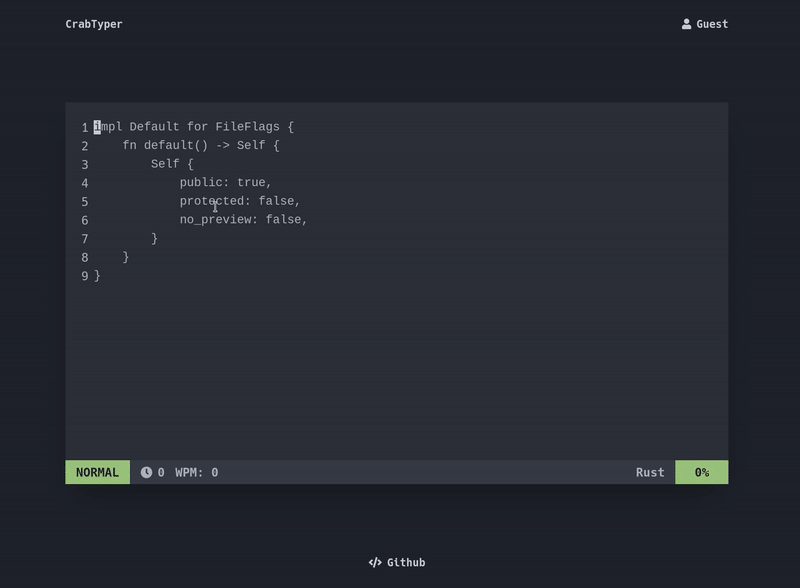 CrabTyper
Guest
1 impl Default for FileFlags {
2     fn default() -> Self {
3         Self {
4             public: true,
5             protected: false,
6             no_preview: false,
7         }
8     }
9 }
NORMAL 0 WPM: 0 Rust 0%
Github